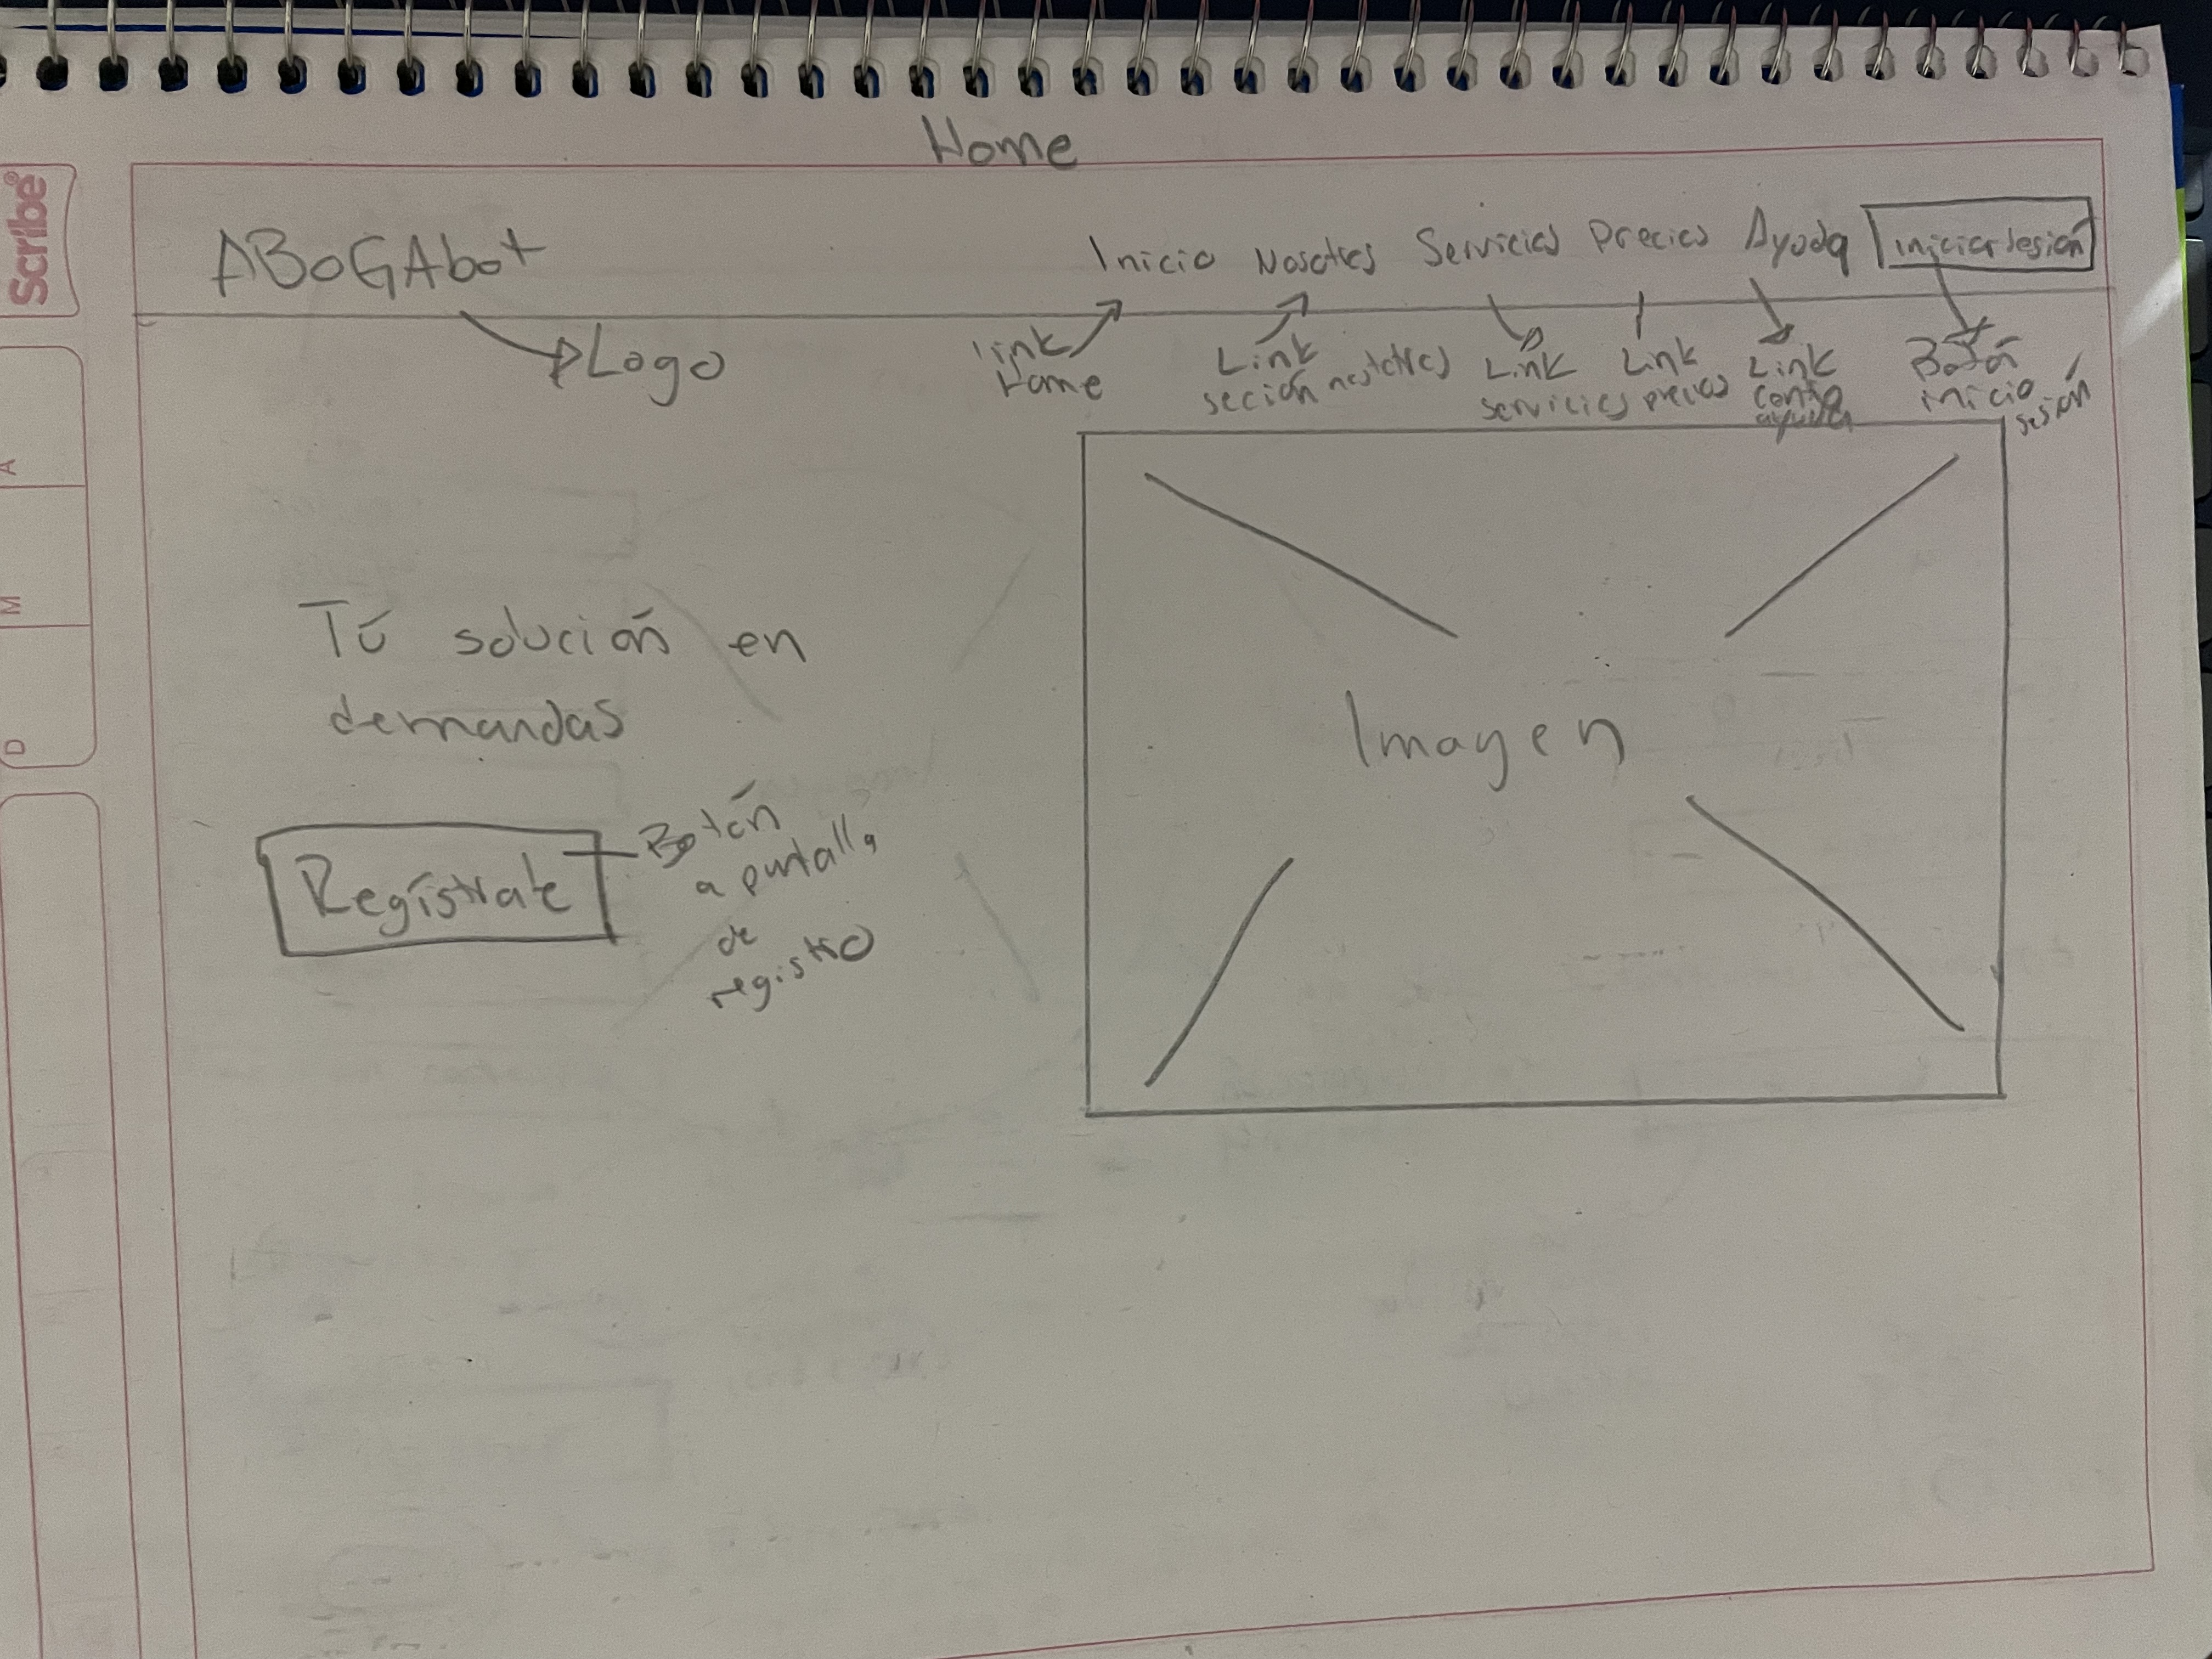 Home
Scribe®
ABOGAbot
Inicio Nosotros Servicios Precios Ayuda Iniciar sesión
Logo
Link Home
Link sección nosotros
Link servicios
Link precios
Link
ayuda
Botón inicio sesión
A
M
D
Tú solución en
demandas
Imagen
Regístrate
Botón
a pantalla
de
registro